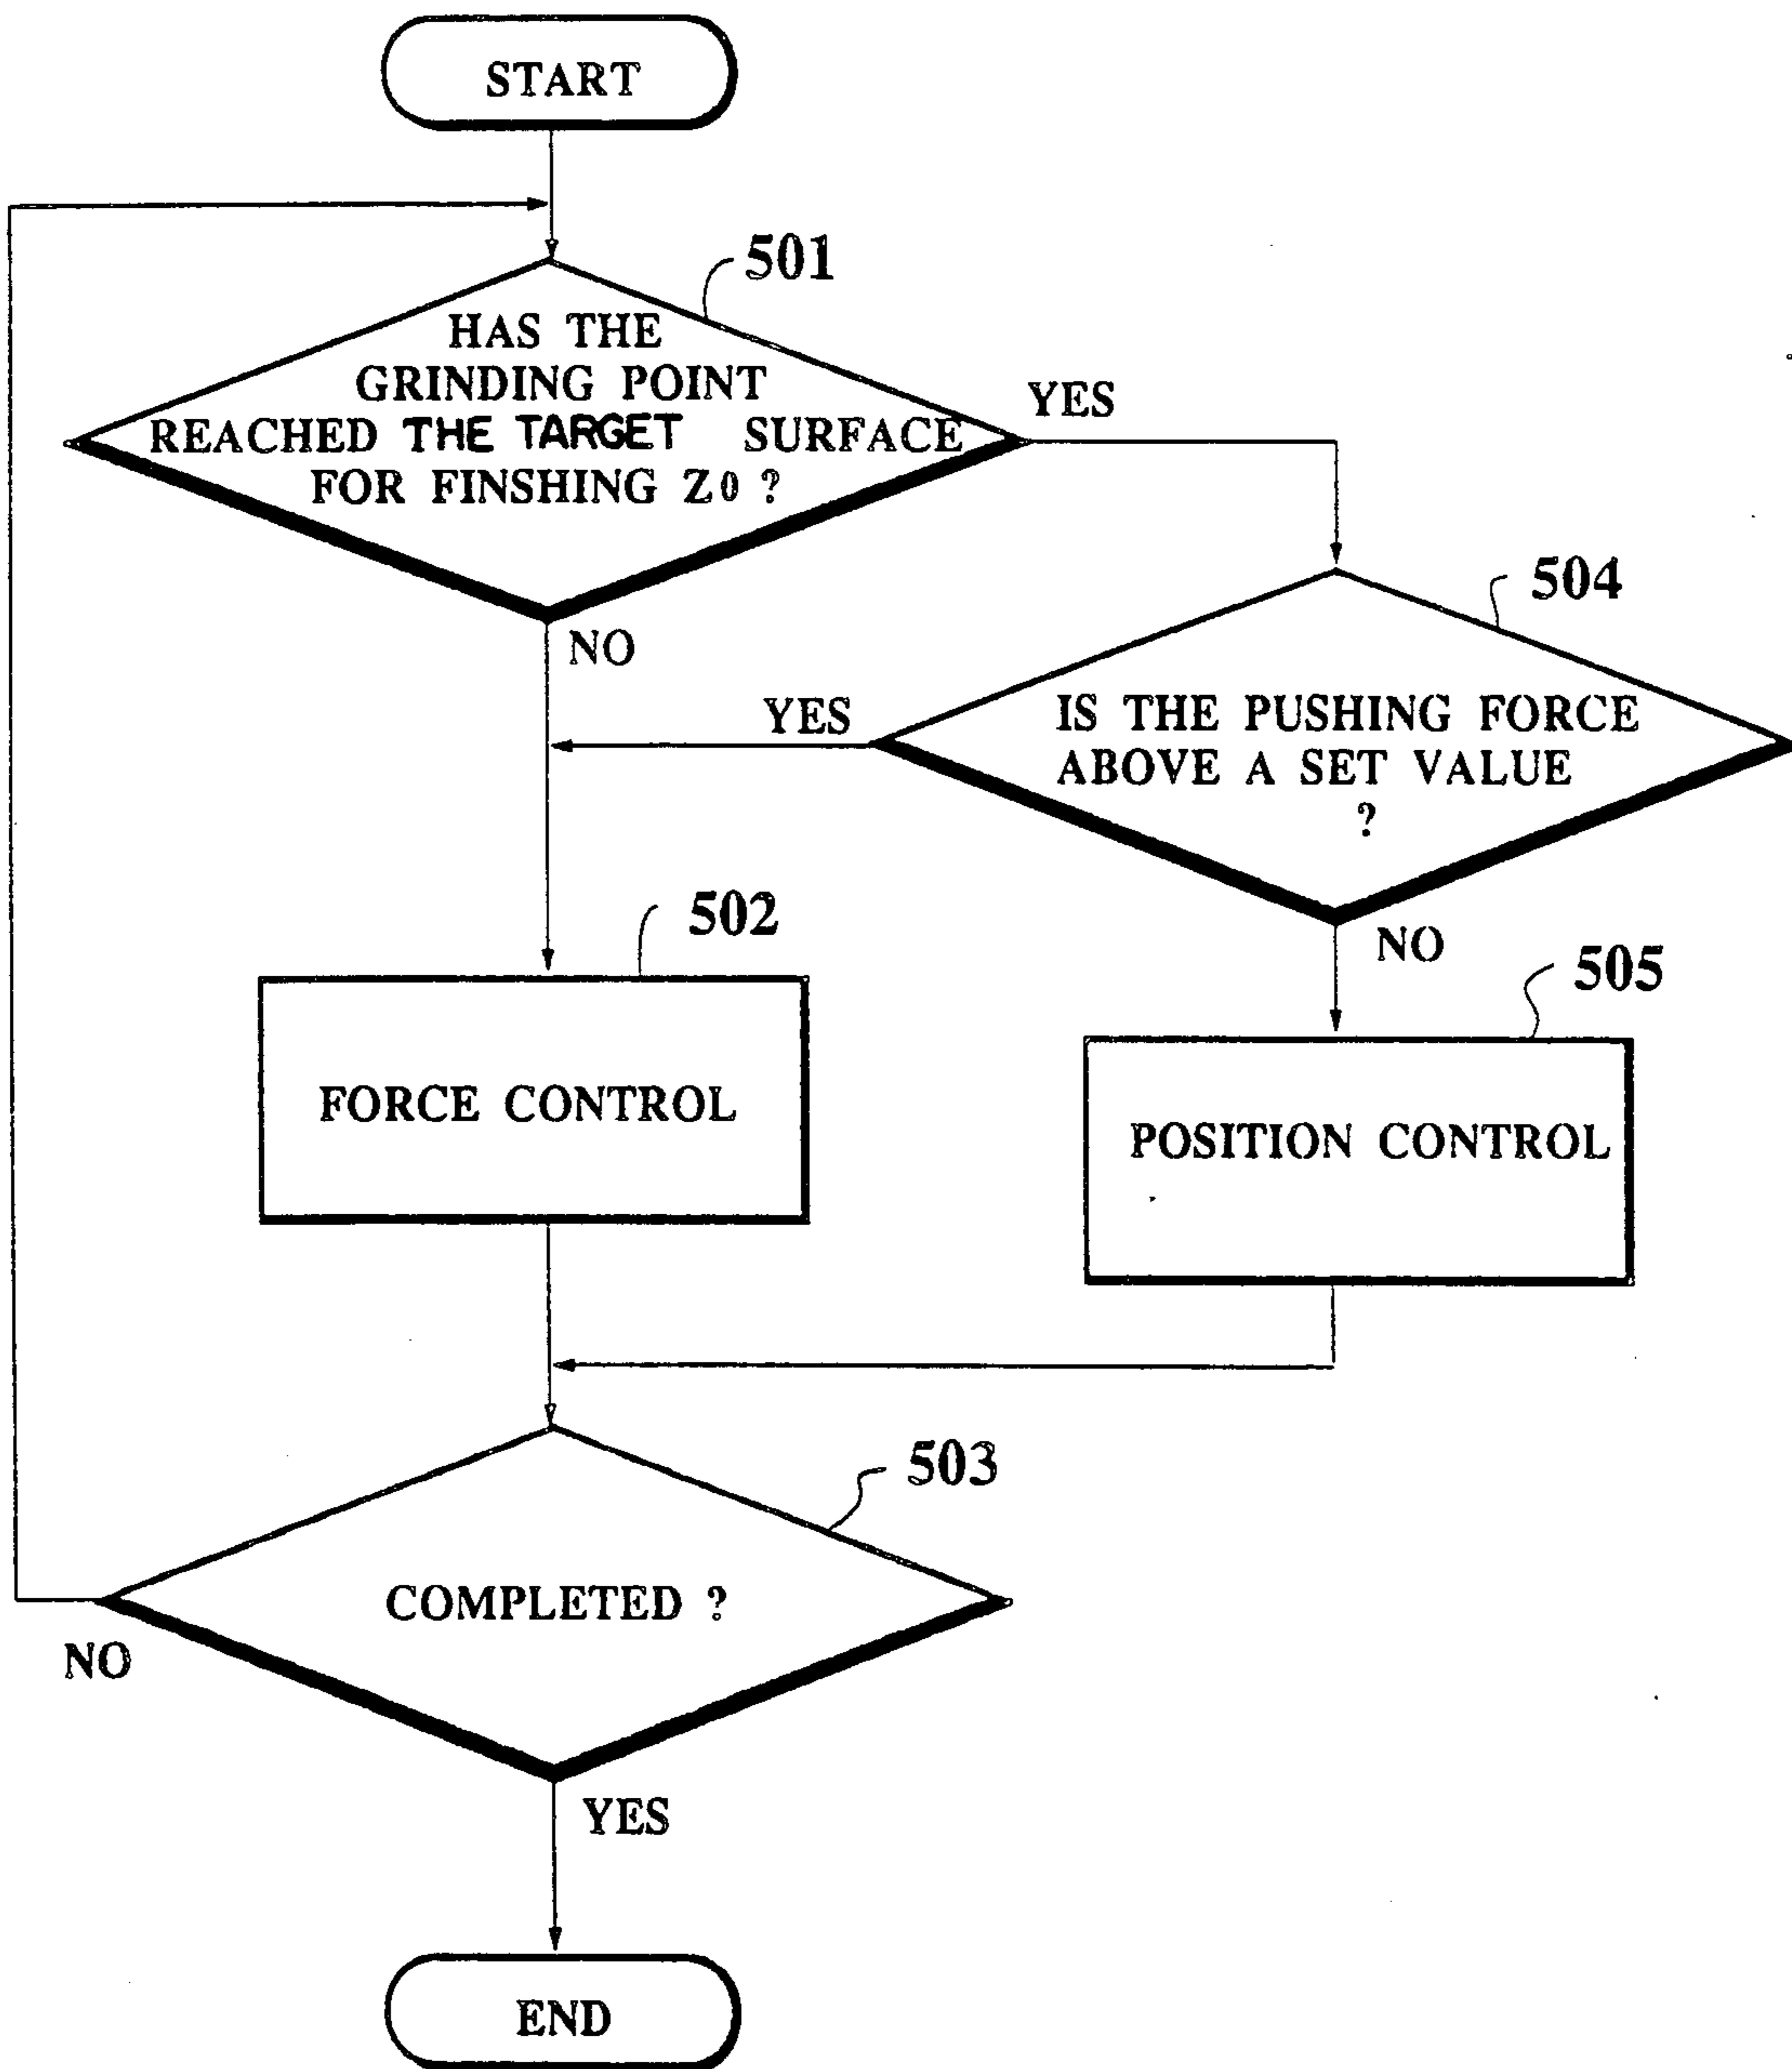 START
501
HAS THE
GRINDING POINT
REACHED THE TARGET SURFACE
FOR FINSHING Z0 ?
YES
NO
504
IS THE PUSHING FORCE
ABOVE A SET VALUE
?
YES
NO
502
FORCE CONTROL
505
POSITION CONTROL
503
COMPLETED ?
NO
YES
END